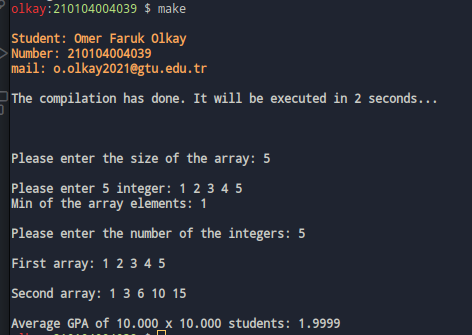 olkay:210104004039 $ make
Student: Omer Faruk Olkay
Number: 210104004039
mail: o.olkay2021@gtu.edu.tr
The compilation has done. It will be executed in 2 seconds...
Please enter the size of the array: 5
Please enter 5 integer: 1 2 3 4 5
Min of the array elements: 1
Please enter the number of the integers: 5
First array: 1 2 3 4 5
Second array: 1 3 6 10 15
Average GPA of 10.000 x 10.000 students: 1.9999